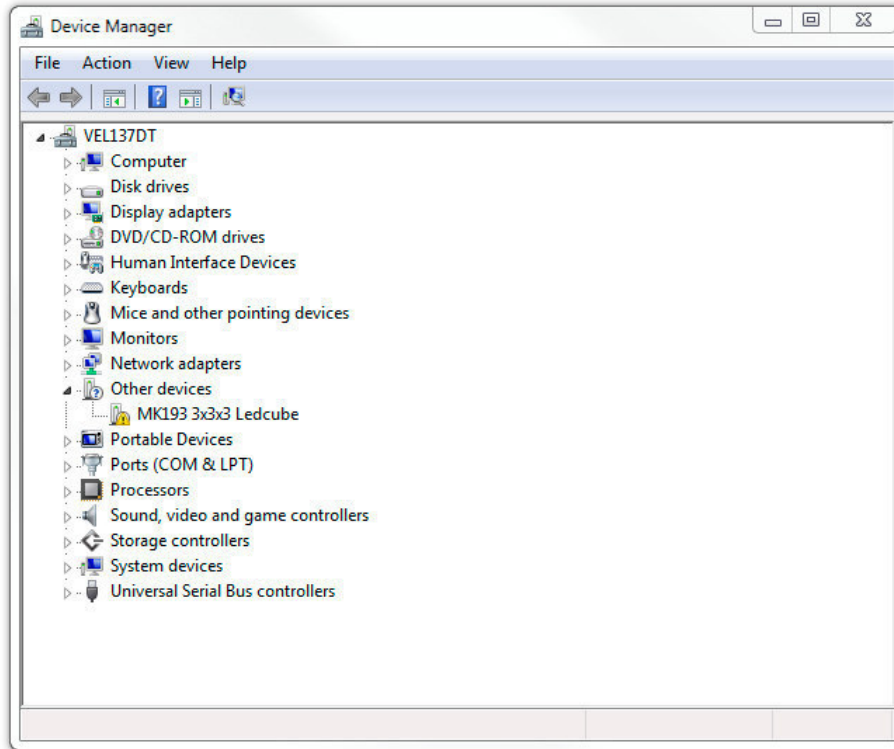 Device Manager
File Action View Help
VEL137DT
Computer
Disk drives
Display adapters
DVD/CD-ROM drives
Human Interface Devices
Keyboards
Mice and other pointing devices
Monitors
Network adapters
Other devices
MK193 3x3x3 Ledcube
Portable Devices
Ports (COM & LPT)
Processors
Sound, video and game controllers
Storage controllers
System devices
Universal Serial Bus controllers